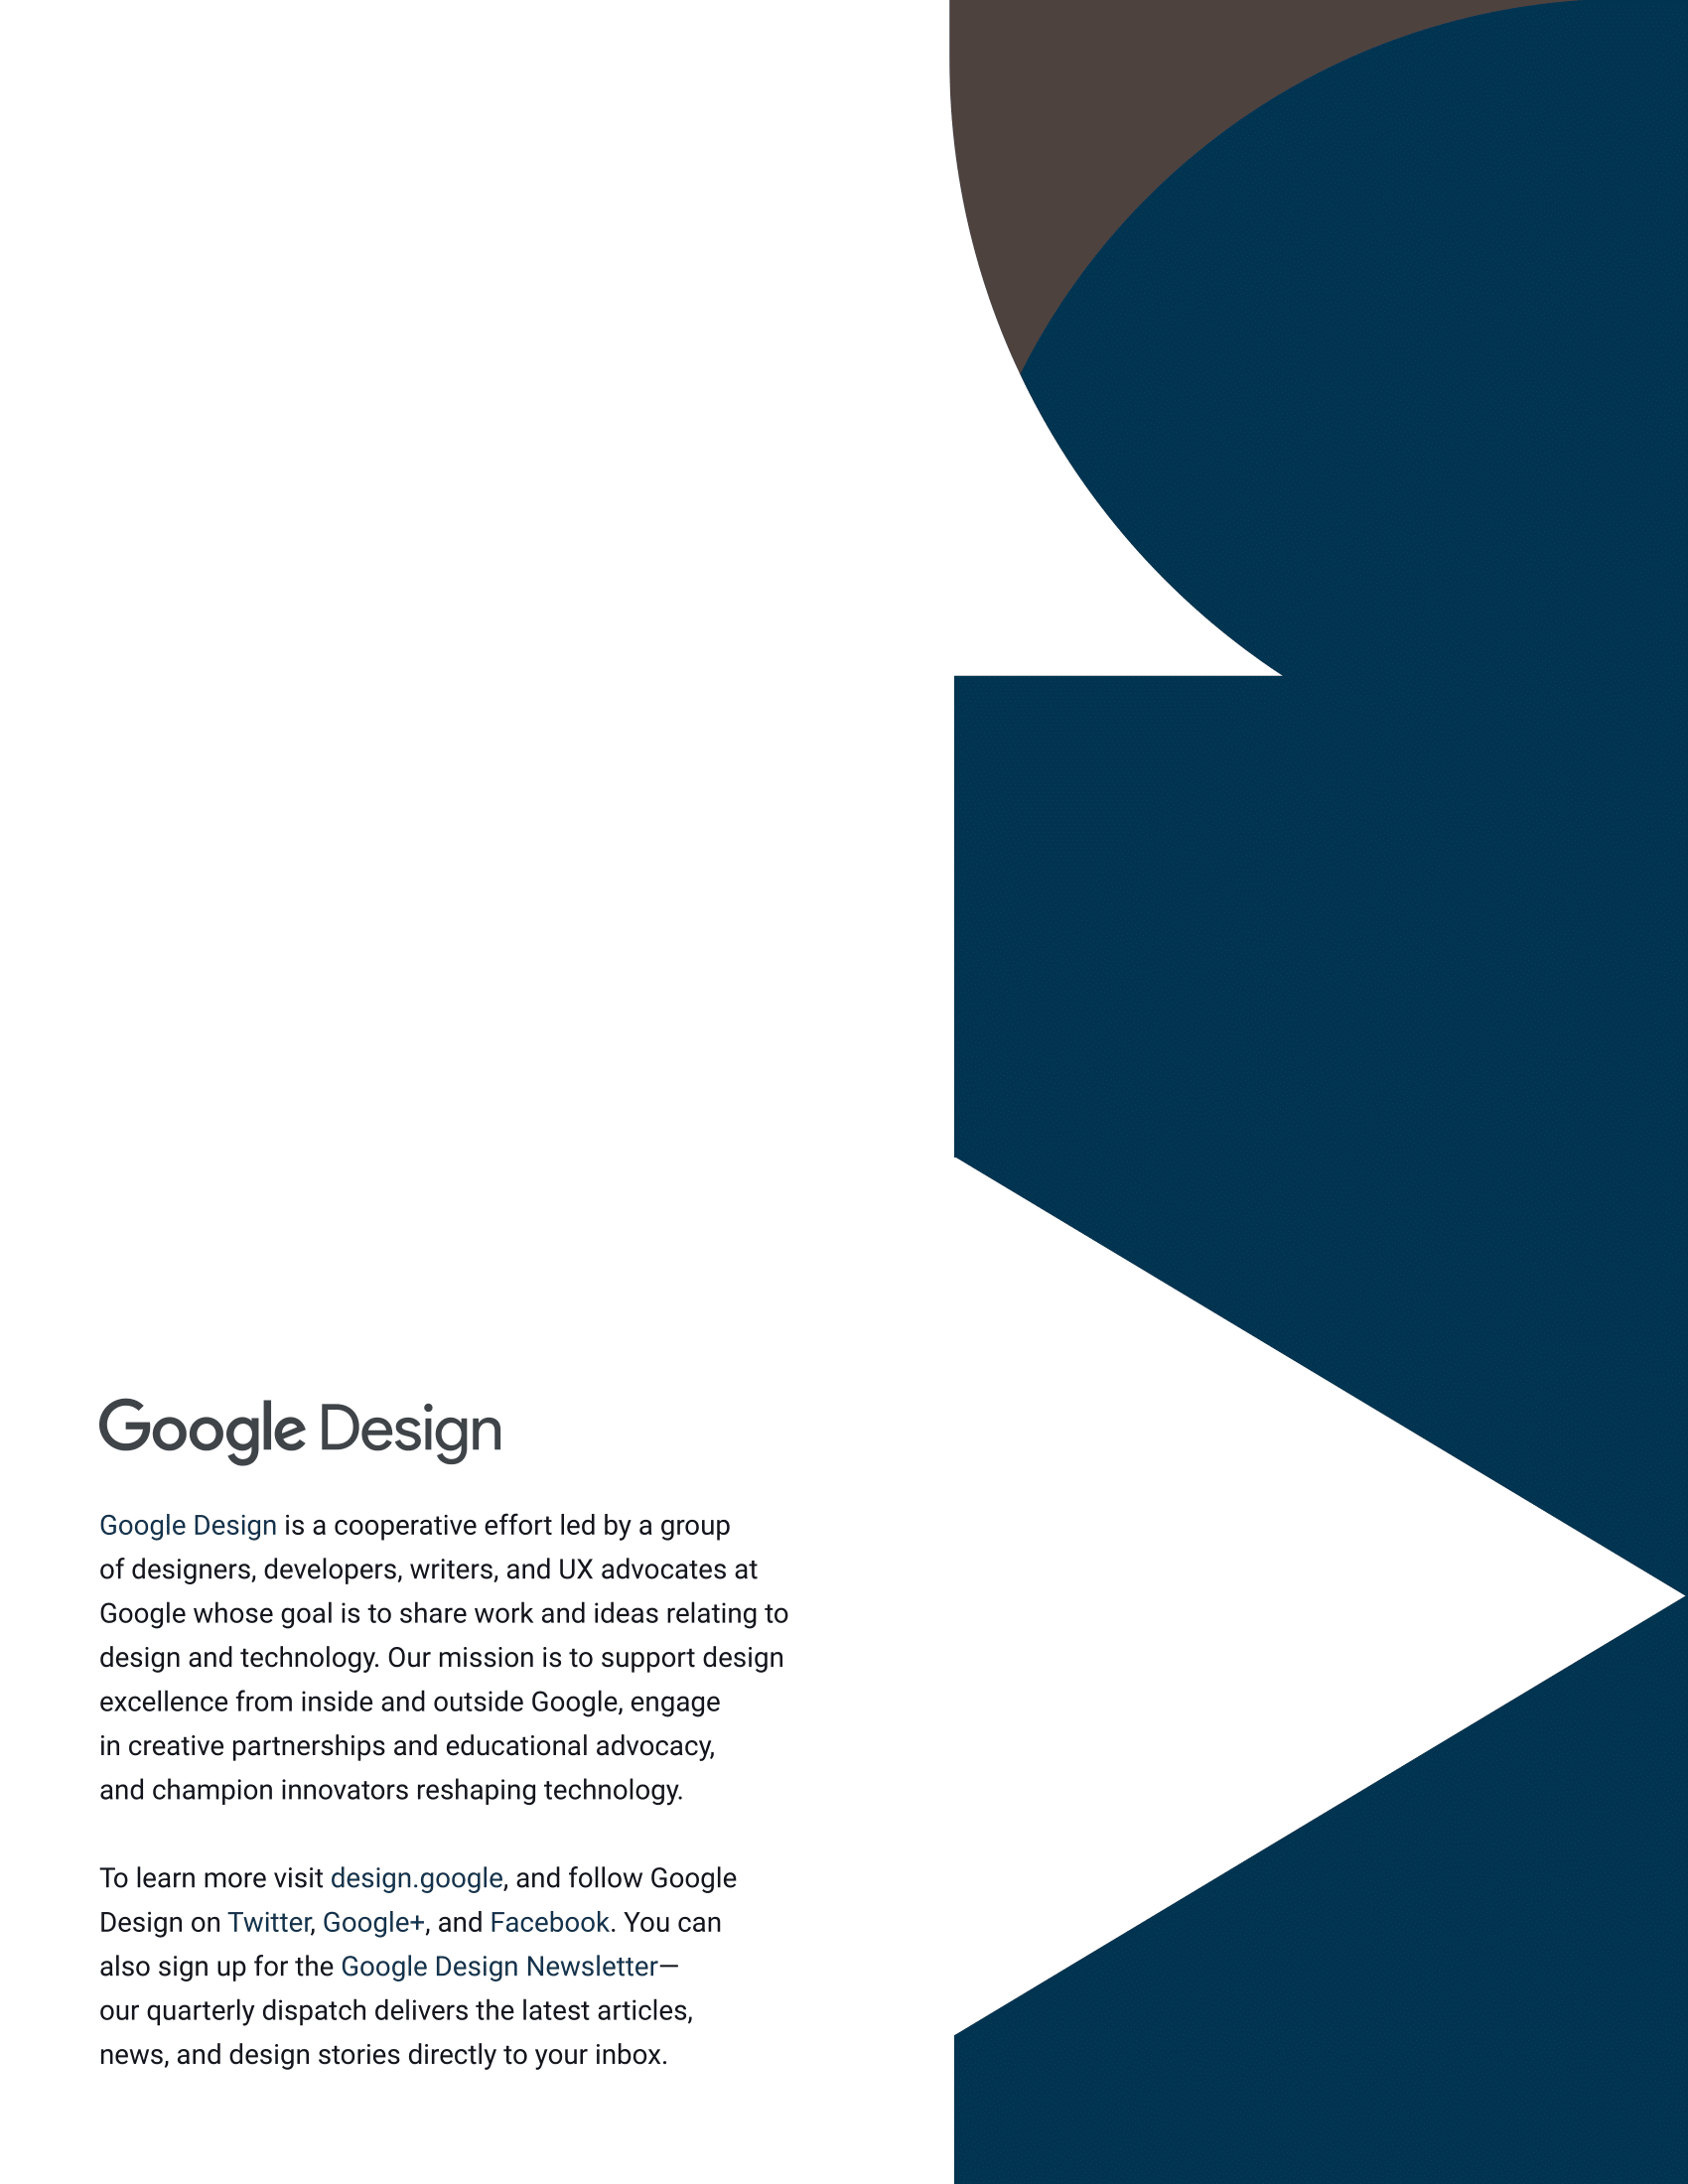 Google Design
Google Design is a cooperative effort led by a group
of designers, developers, writers, and UX advocates at
Google whose goal is to share work and ideas relating to
design and technology. Our mission is to support design
excellence from inside and outside Google, engage
in creative partnerships and educational advocacy,
and champion innovators reshaping technology.
To learn more visit design.google, and follow Google
Design on Twitter, Google+, and Facebook. You can
also sign up for the Google Design Newsletter—
our quarterly dispatch delivers the latest articles,
news, and design stories directly to your inbox.